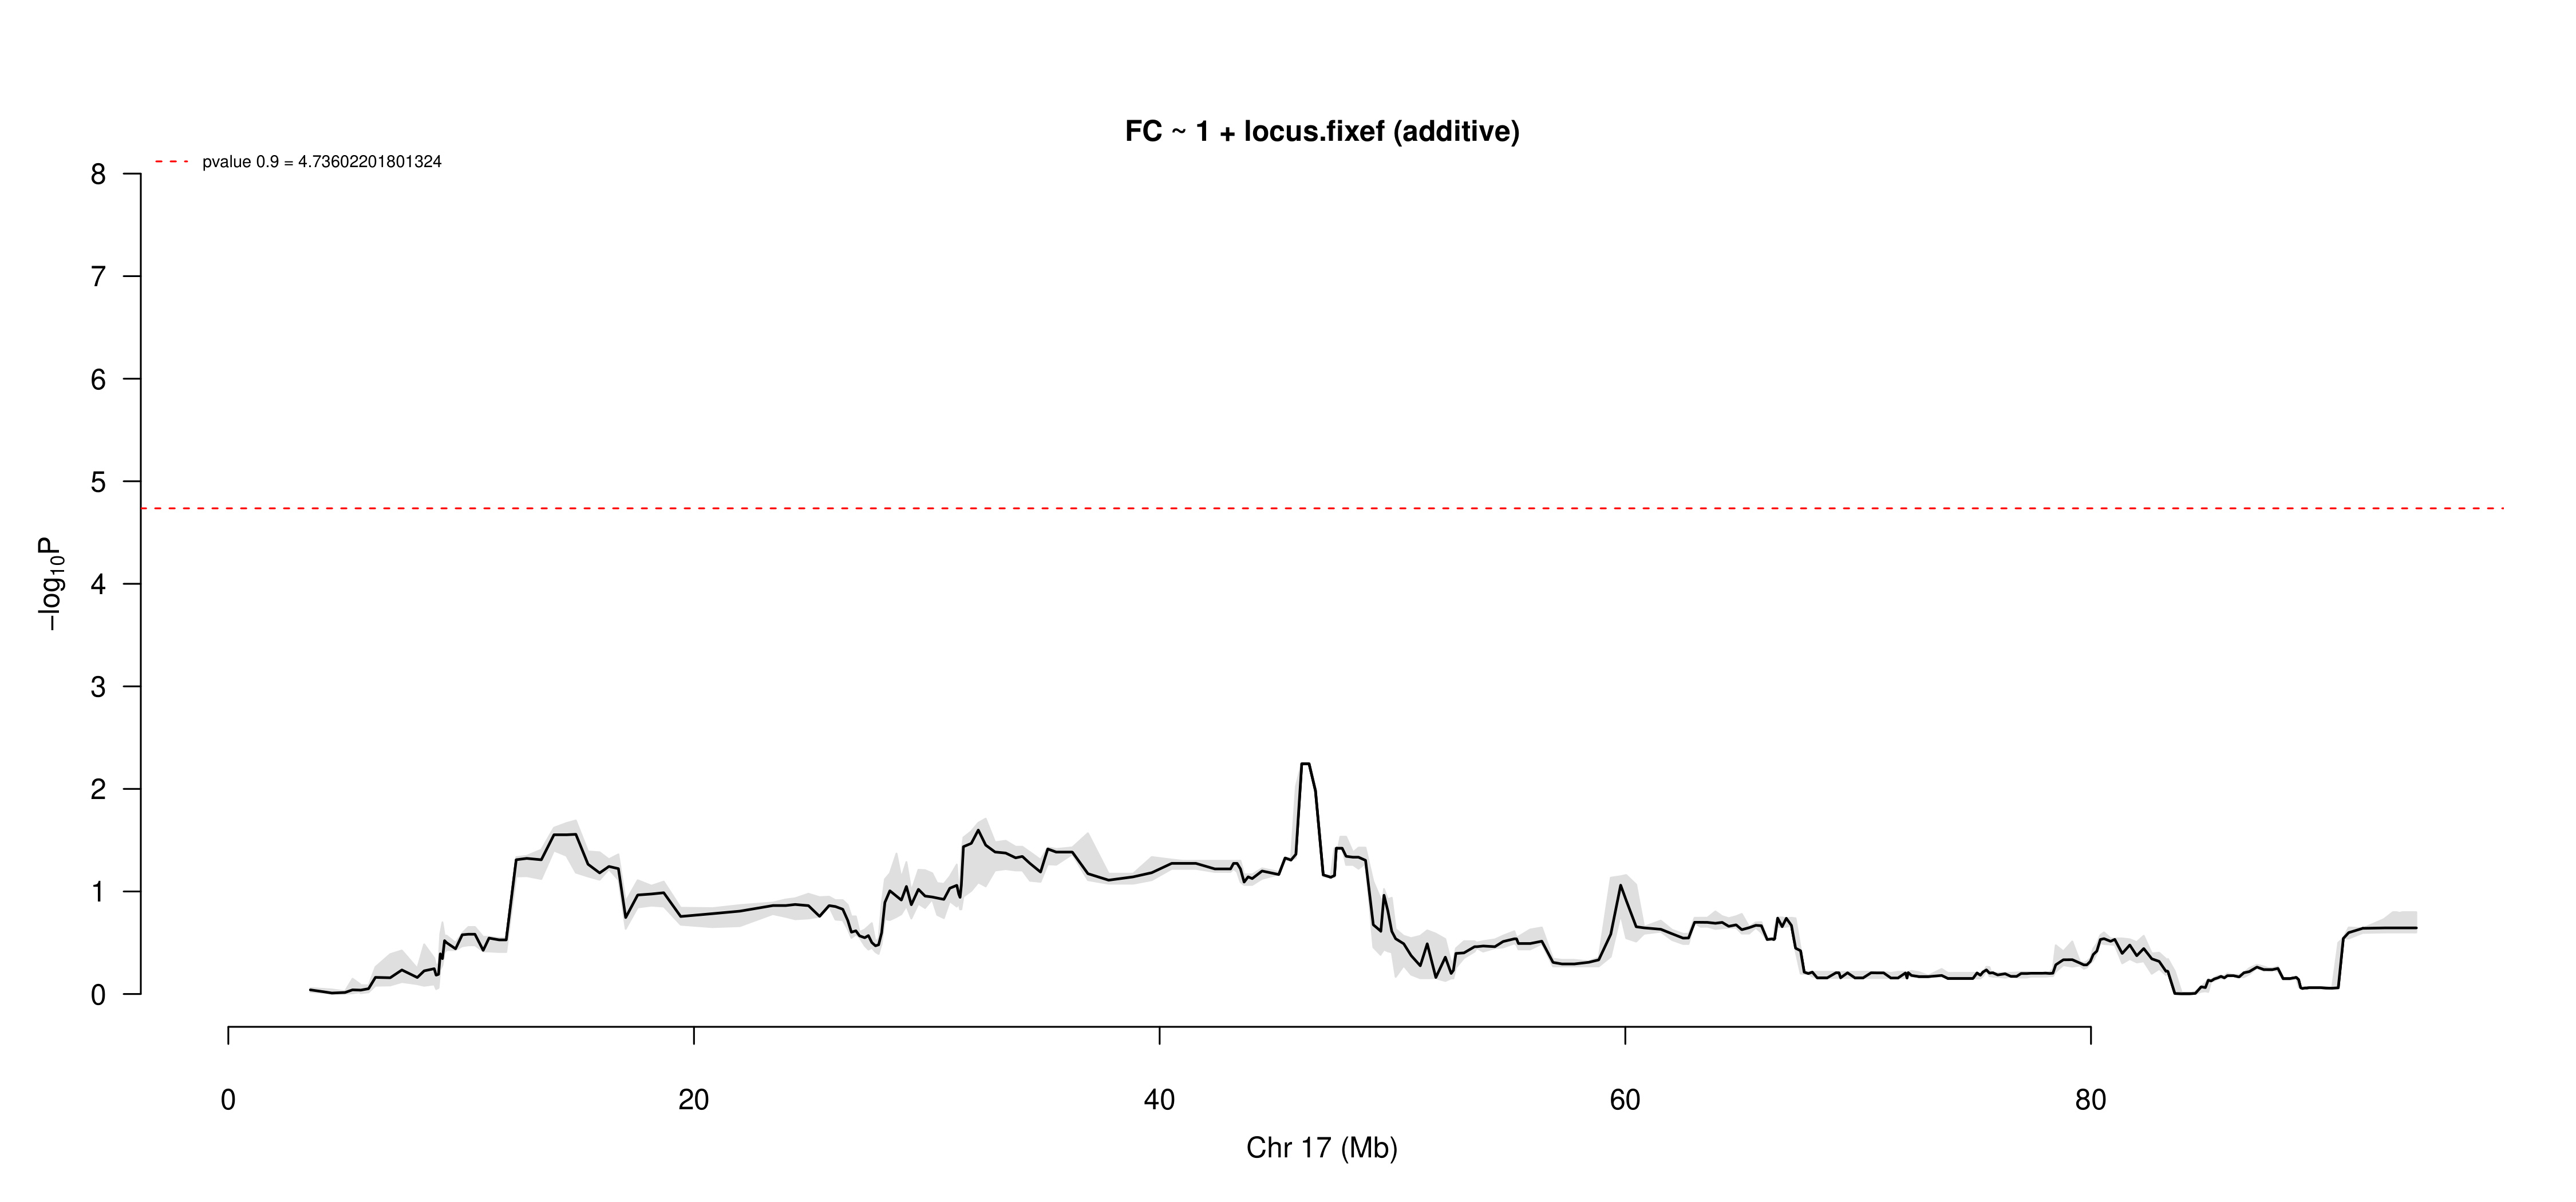 FC ~ 1 + locus.fixef (additive)
pvalue 0.9 = 4.73602201801324
8
7
6
5
4
3
2
1
0
−log10P
0 20 40 60 80
Chr 17 (Mb)